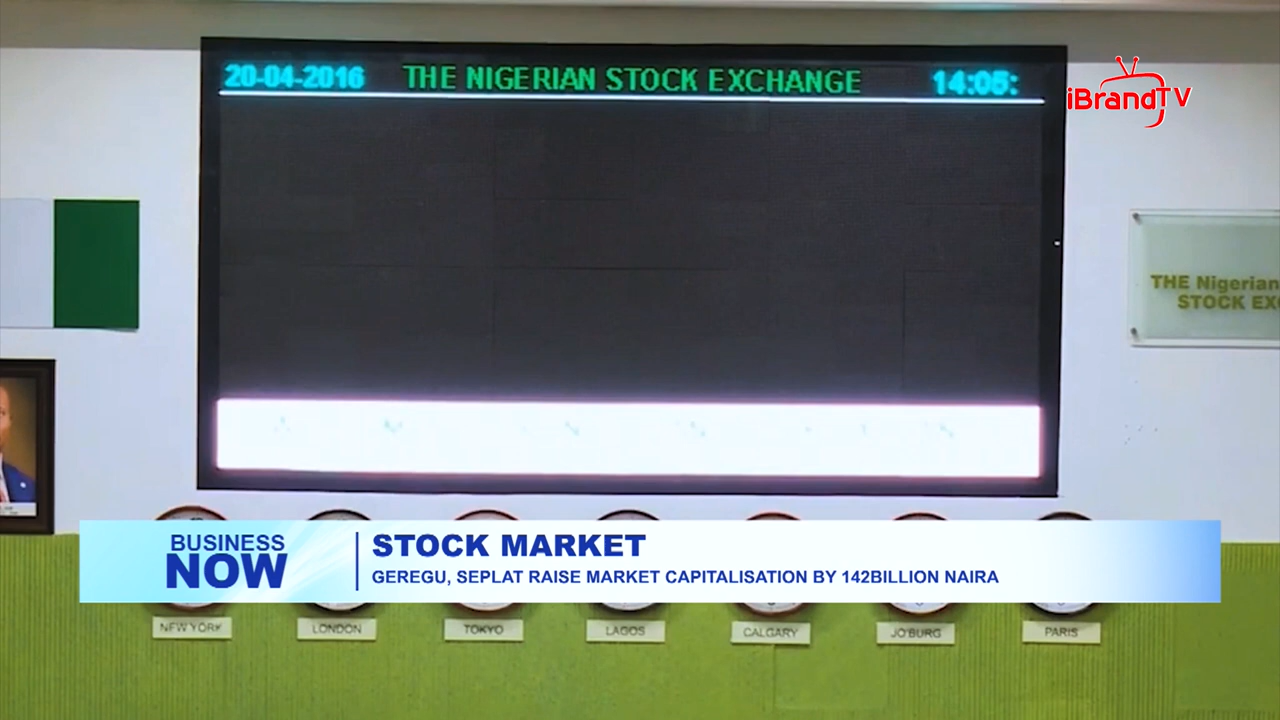 20-04-2016 THE NIGERIAN STOCK EXCHANGE 14:05:
iBrandTV
THE Nigerian
STOCK EX
BUSINESS
NOW
STOCK MARKET
GEREGU, SEPLAT RAISE MARKET CAPITALISATION BY 142BILLION NAIRA
NEW YORK
LONDON
TOKYO
LAGOS
CALGARY
JO'BURG
PARIS